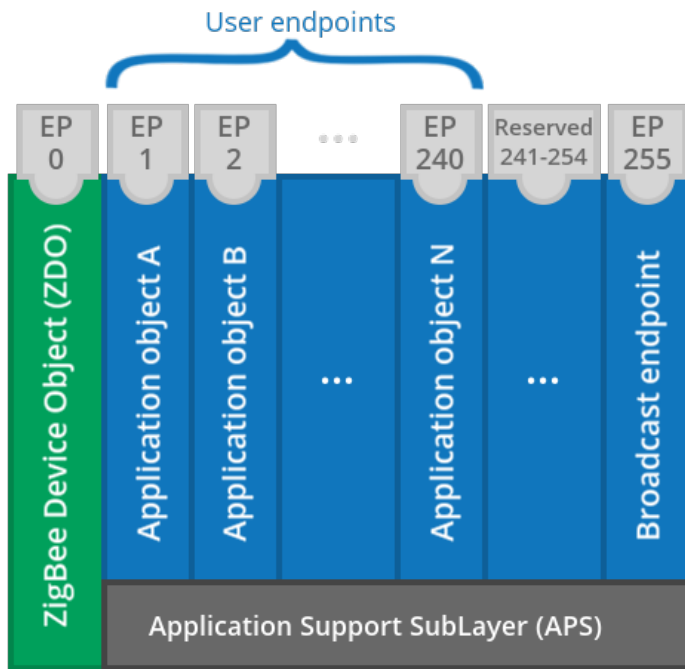 User endpoints
EP
0
EP
1
EP
2
...
EP
240
Reserved
241-254
EP
255
ZigBee Device Object (ZDO)
Application object A
Application object B
...
Application object N
...
Broadcast endpoint
Application Support SubLayer (APS)